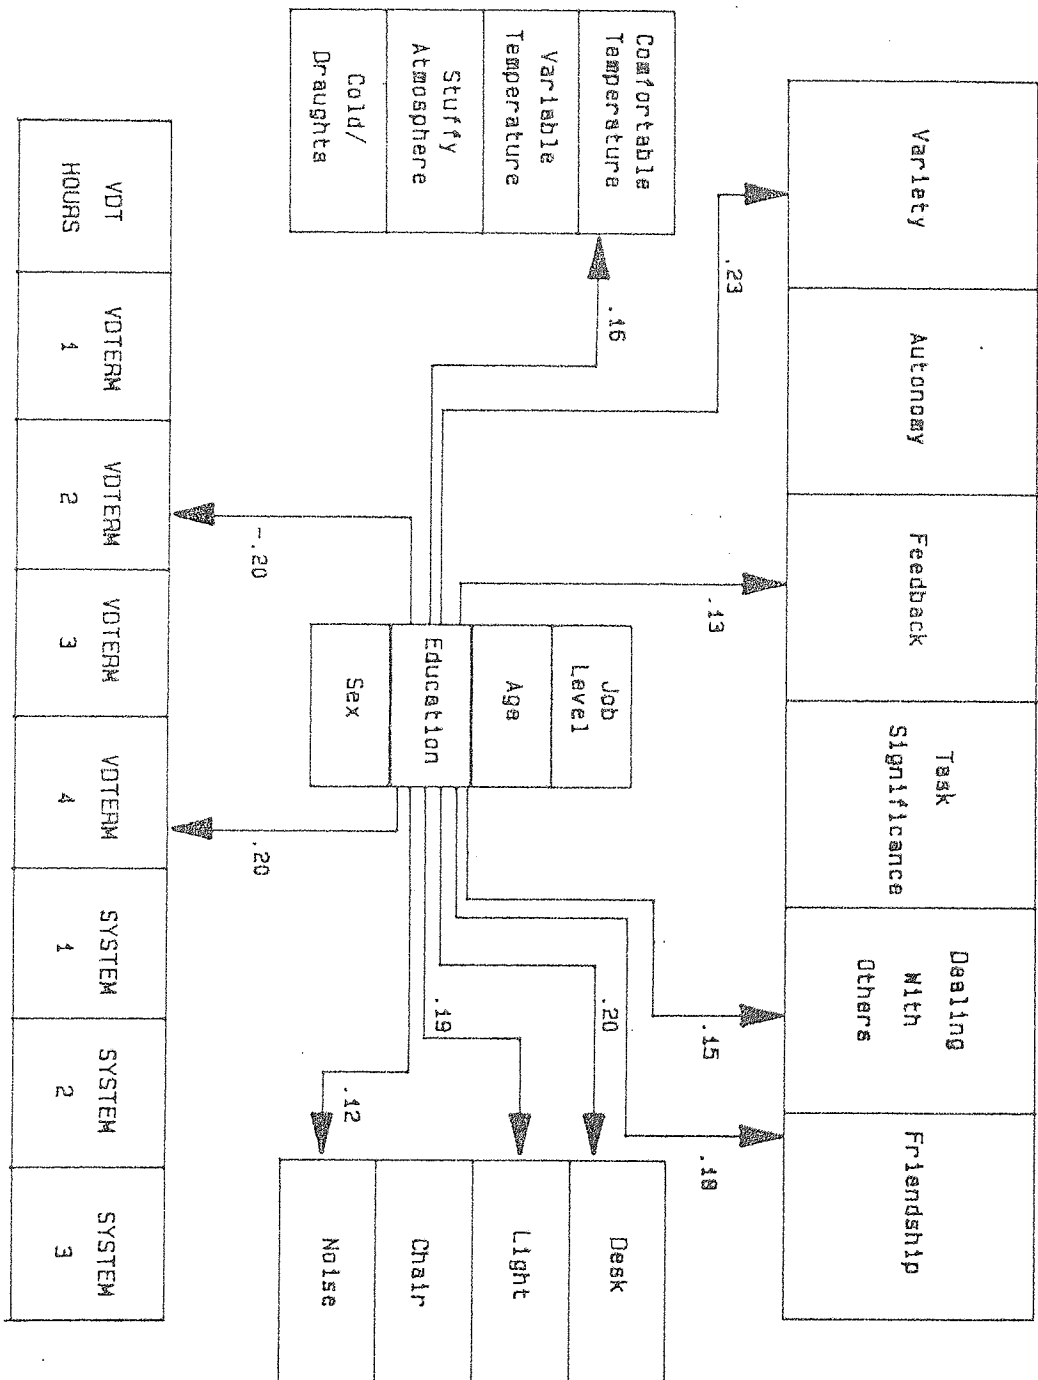 Variety
Autonomy
Feedback
Task
Significance
Dealing
With
Others
Friendship
.23
.13
.15
.18
Comfortable
Temperature
Variable
Temperature
Stuffy
Atmosphere
Cold/
Draughts
.16
Job
Level
Age
Education
Sex
.20
.19
.12
Desk
Light
Chair
Noise
-.20
.20
VDT
HOURS
VDTERM
1
VDTERM
2
VDTERM
3
VDTERM
4
SYSTEM
1
SYSTEM
2
SYSTEM
3